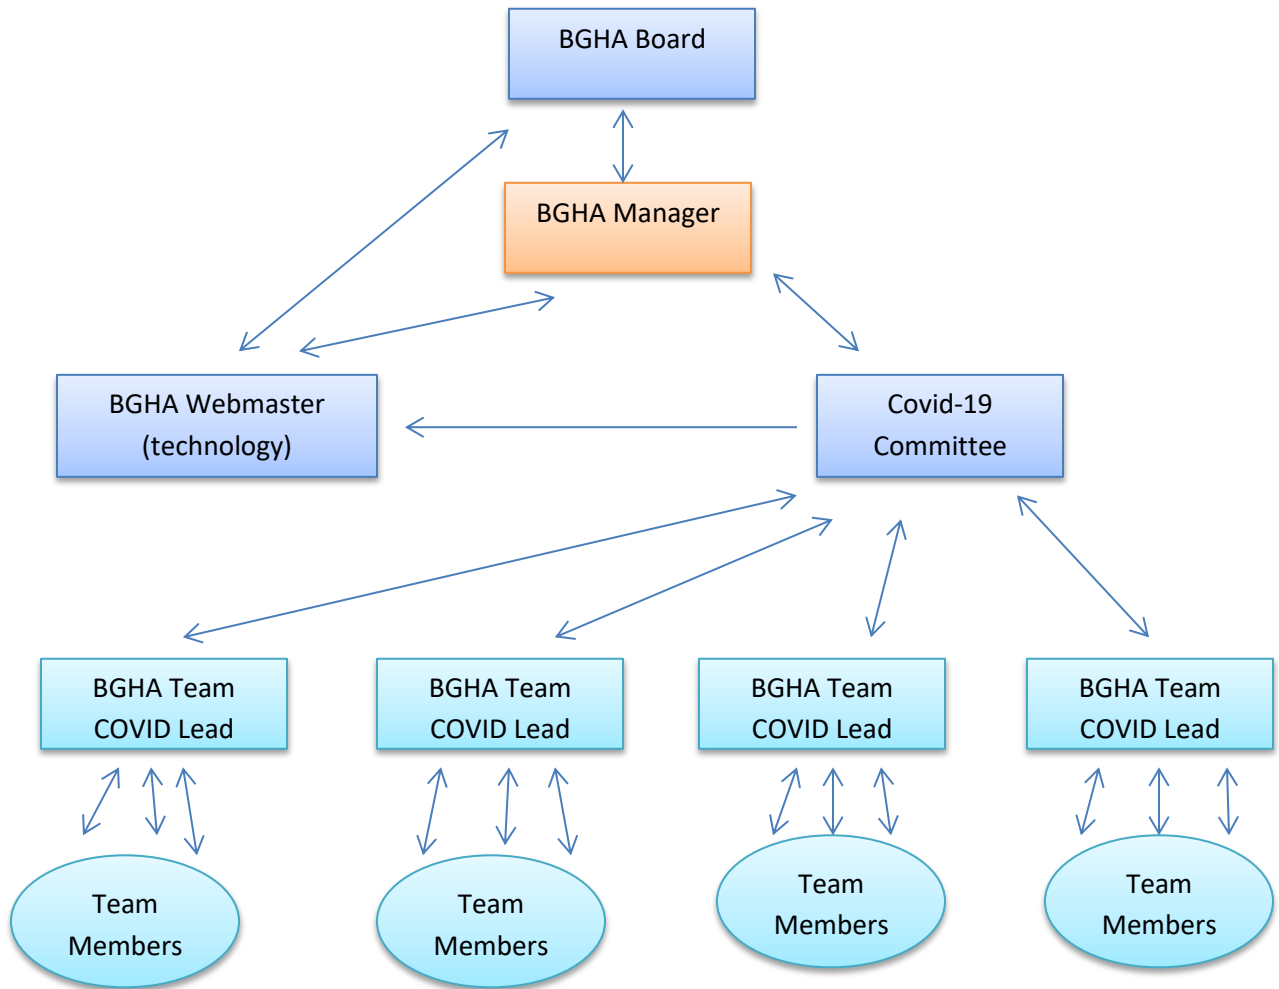 BGHA Board
BGHA Manager
BGHA Webmaster
(technology)
Covid-19
Committee
BGHA Team
COVID Lead
BGHA Team
COVID Lead
BGHA Team
COVID Lead
BGHA Team
COVID Lead
Team
Members
Team
Members
Team
Members
Team
Members